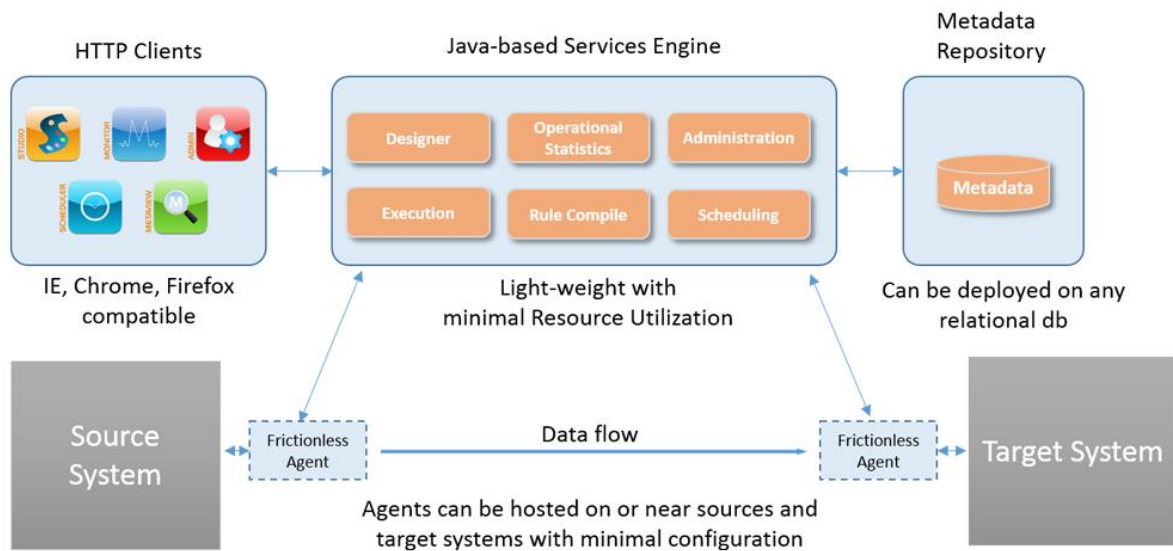 HTTP Clients
Java-based Services Engine
Metadata
Repository
STUDIO
MONITOR
ADMIN
SCHEDULER
METAVIEW
M
M
Designer
Operational
Statistics
Administration
Execution
Rule Compile
Scheduling
Metadata
IE, Chrome, Firefox
compatible
Light-weight with
minimal Resource Utilization
Can be deployed on any
relational db
Source
System
Frictionless
Agent
Data flow
Frictionless
Agent
Target System
Agents can be hosted on or near sources and
target systems with minimal configuration